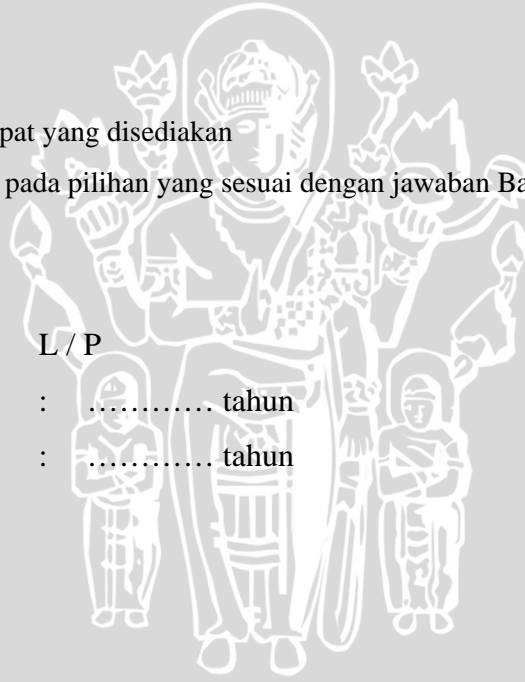 pat yang disediakan
pada pilihan yang sesuai dengan jawaban Ba
L / P
: ………… tahun
: ………… tahun